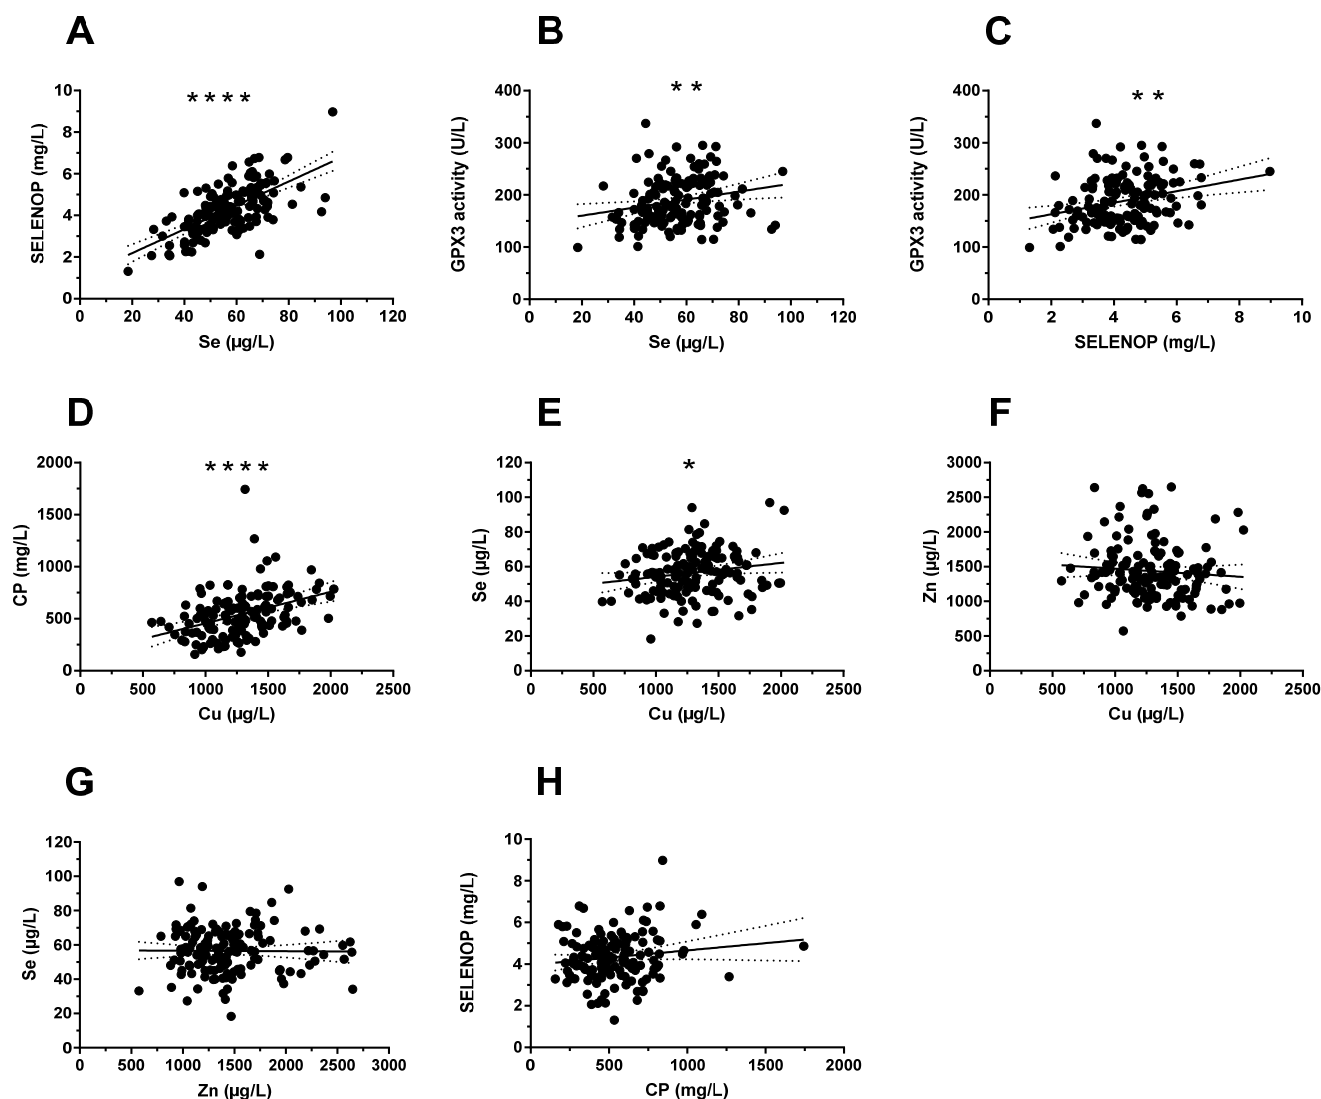 A B C
****
**
**
SELENOP (mg/L)
10
8
6
4
2
0
0 20 40 60 80 100 120
Se (µg/L)
GPX3 activity (U/L)
400
300
200
100
0
0 20 40 60 80 100 120
Se (µg/L)
GPX3 activity (U/L)
400
300
200
100
0
0 2 4 6 8 10
SELENOP (mg/L)
D E F
****
*
CP (mg/L)
2000
1500
1000
500
0
0 500 1000 1500 2000 2500
Cu (µg/L)
Se (µg/L)
120
100
80
60
40
20
0
0 500 1000 1500 2000 2500
Cu (µg/L)
Zn (µg/L)
3000
2500
2000
1500
1000
500
0
0 500 1000 1500 2000 2500
Cu (µg/L)
G H
Se (µg/L)
120
100
80
60
40
20
0
0 500 1000 1500 2000 2500 3000
Zn (µg/L)
SELENOP (mg/L)
10
8
6
4
2
0
0 500 1000 1500 2000
CP (mg/L)